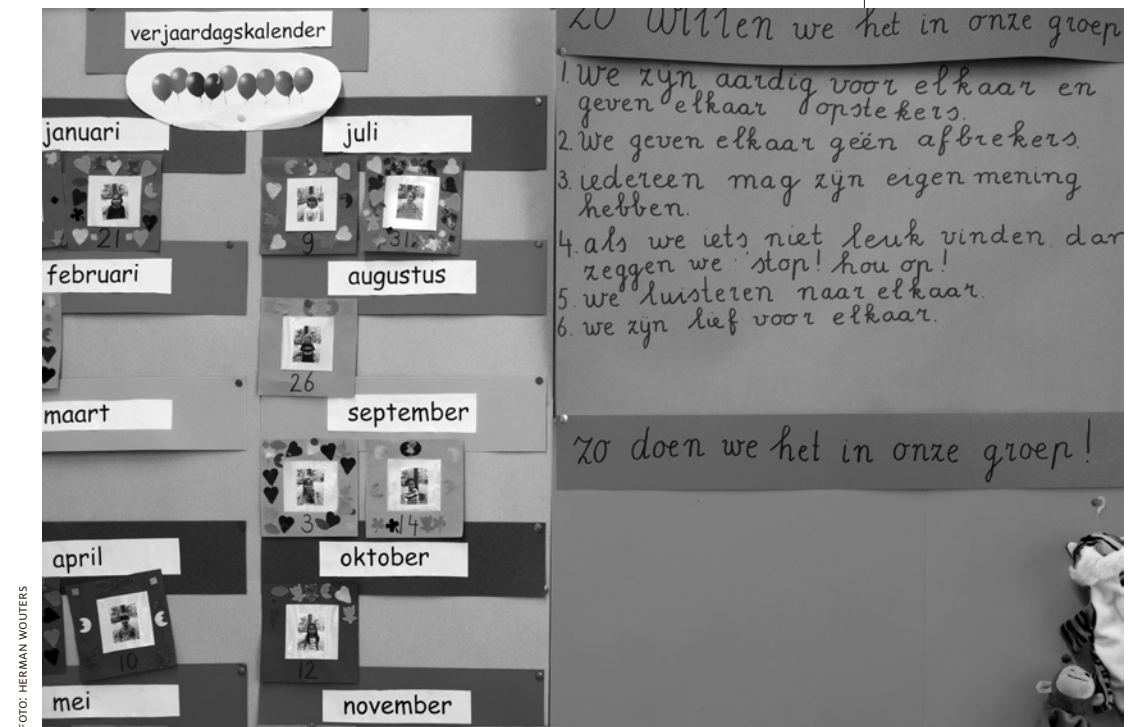 verjaardagskalender
januari
21
februari
maart
april
10
mei
juli
9
31
augustus
26
september
3
14
oktober
12
november
zo willen we het in onze groep
1. we zijn aardig voor elkaar en
geven elkaar opstekers.
2. we geven elkaar géén afbrekers.
3. iedereen mag zijn eigen mening
hebben.
4. als we iets niet leuk vinden dan
zeggen we stop! hou op!
5. we luisteren naar elkaar.
6. we zijn lief voor elkaar.
zo doen we het in onze groep!
FOTO: HERMAN WOUTERS